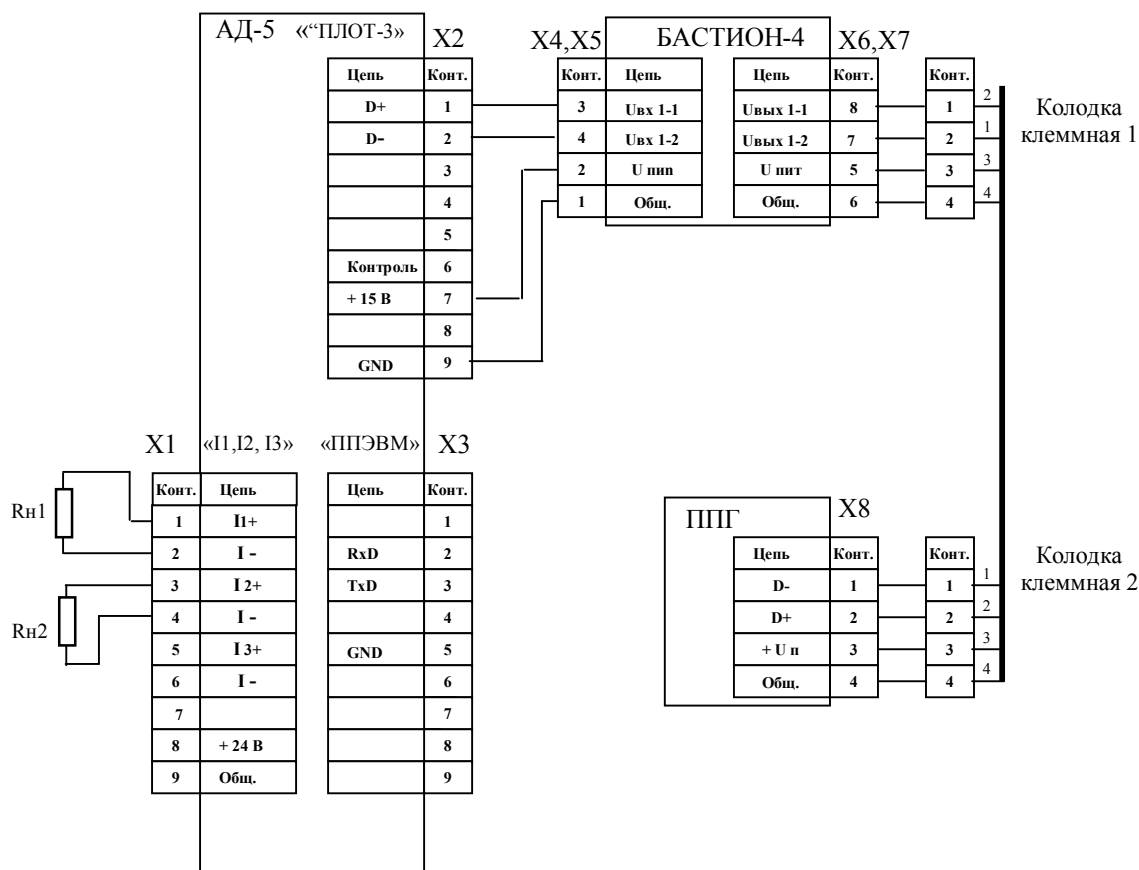 АД-5 «“ПЛОТ-3» X2
Цепь Конт.
D+ 1
D- 2
3
4
5
Контроль 6
+ 15 В 7
8
GND 9
X4,X5 БАСТИОН-4 X6,X7
Конт. Цепь Цепь Конт. Конт.
3 Uвх 1-1 Uвых 1-1 8 1 2
4 Uвх 1-2 Uвых 1-2 7 2 1
2 U пип U пит 5 3 3
1 Общ. Общ. 6 4 4
Колодка
клеммная 1
X1 «I1,I2, I3» «ППЭВМ» X3
Rн1
Rн2
Конт. Цепь Цепь Конт.
1 I1+ 1
2 I - RxD 2
3 I 2+ TxD 3
4 I - 4
5 I 3+ GND 5
6 I - 6
7 7
8 + 24 В 8
9 Общ. 9
ППГ X8
Цепь Конт. Конт.
D- 1 1 1
D+ 2 2 2
+ U п 3 3 3
Общ. 4 4 4
Колодка
клеммная 2